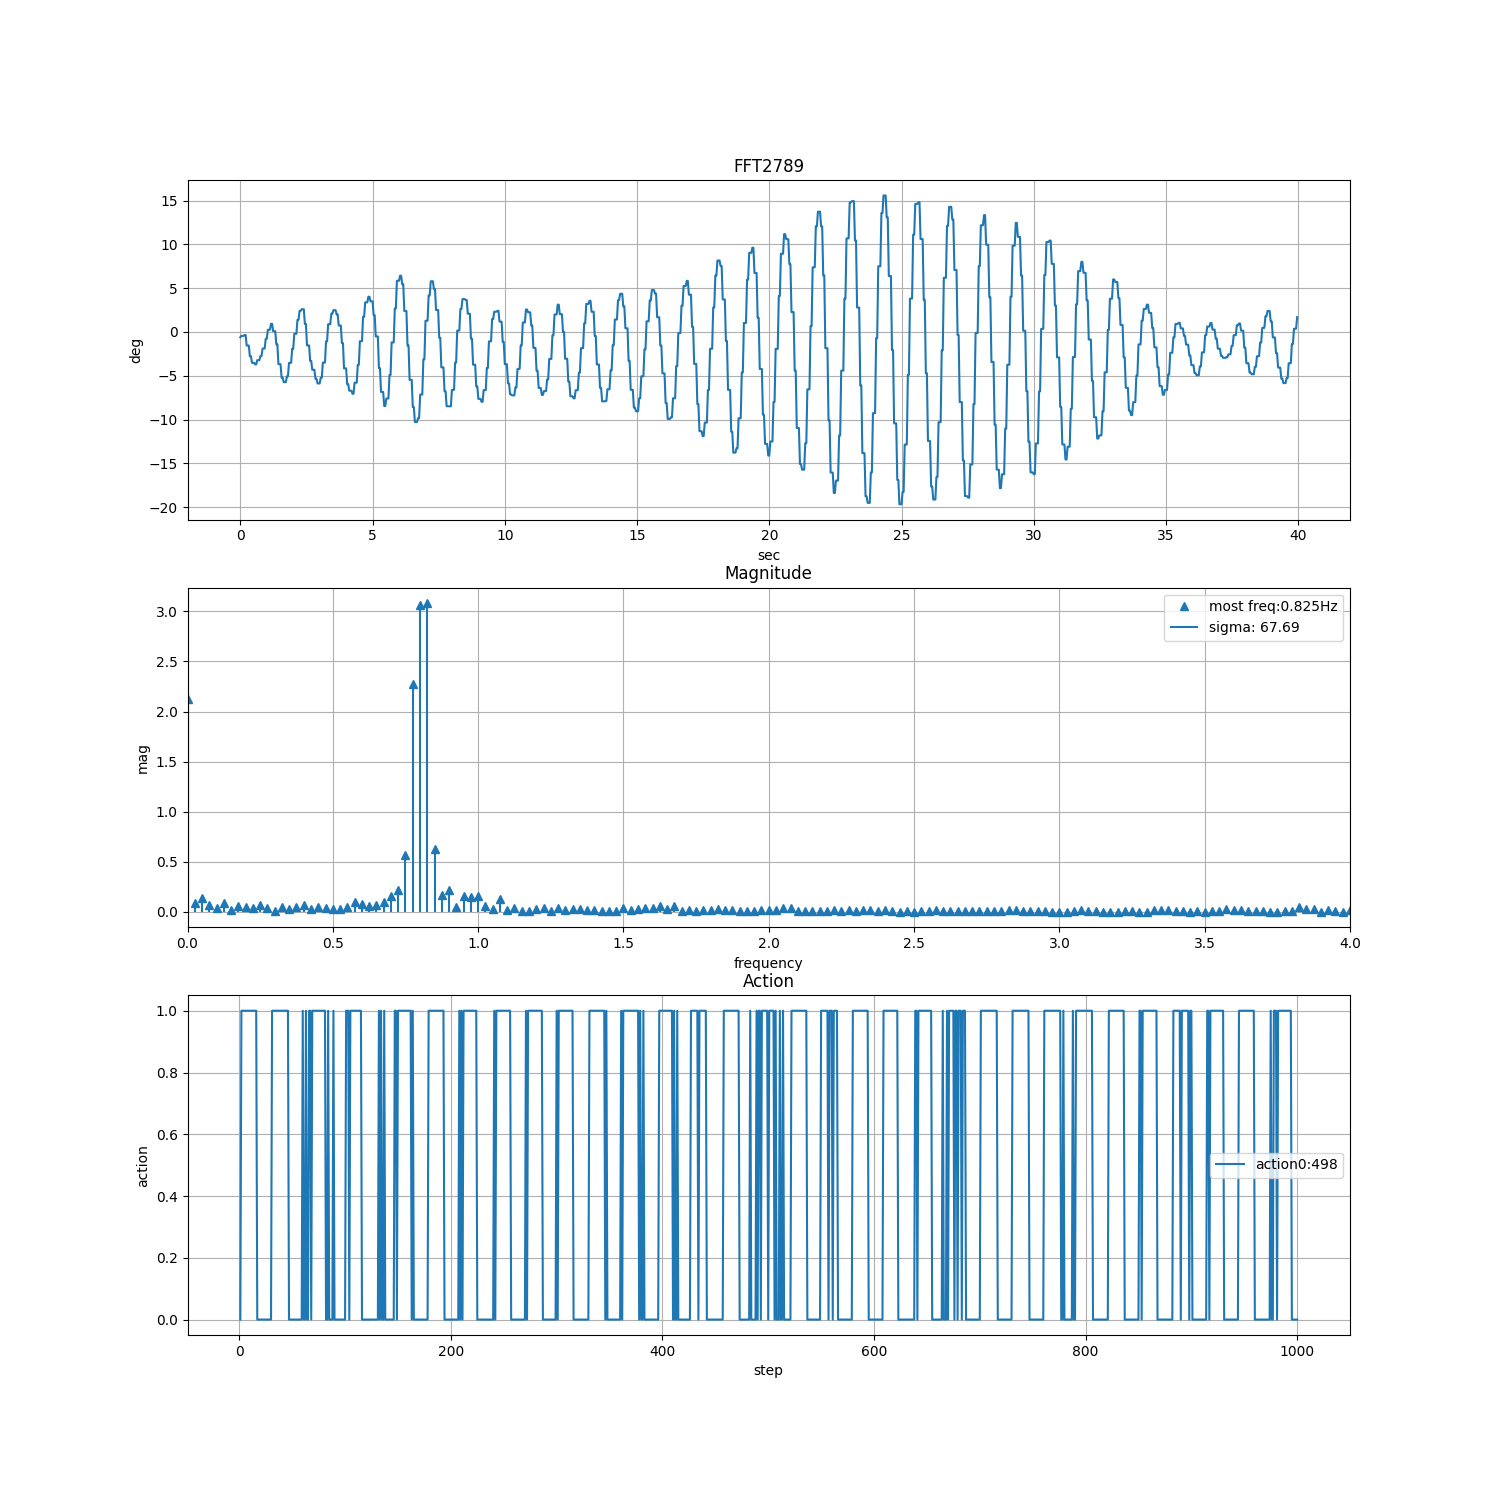 FFT2789
15
10
5
0
−5
−10
−15
−20
deg
0 5 10 15 20 25 30 35 40
sec
Magnitude
3.0
2.5
2.0
1.5
1.0
0.5
0.0
mag
most freq:0.825Hz
sigma: 67.69
0.0 0.5 1.0 1.5 2.0 2.5 3.0 3.5 4.0
frequency
Action
1.0
0.8
0.6
0.4
0.2
0.0
action
action0:498
0 200 400 600 800 1000
step